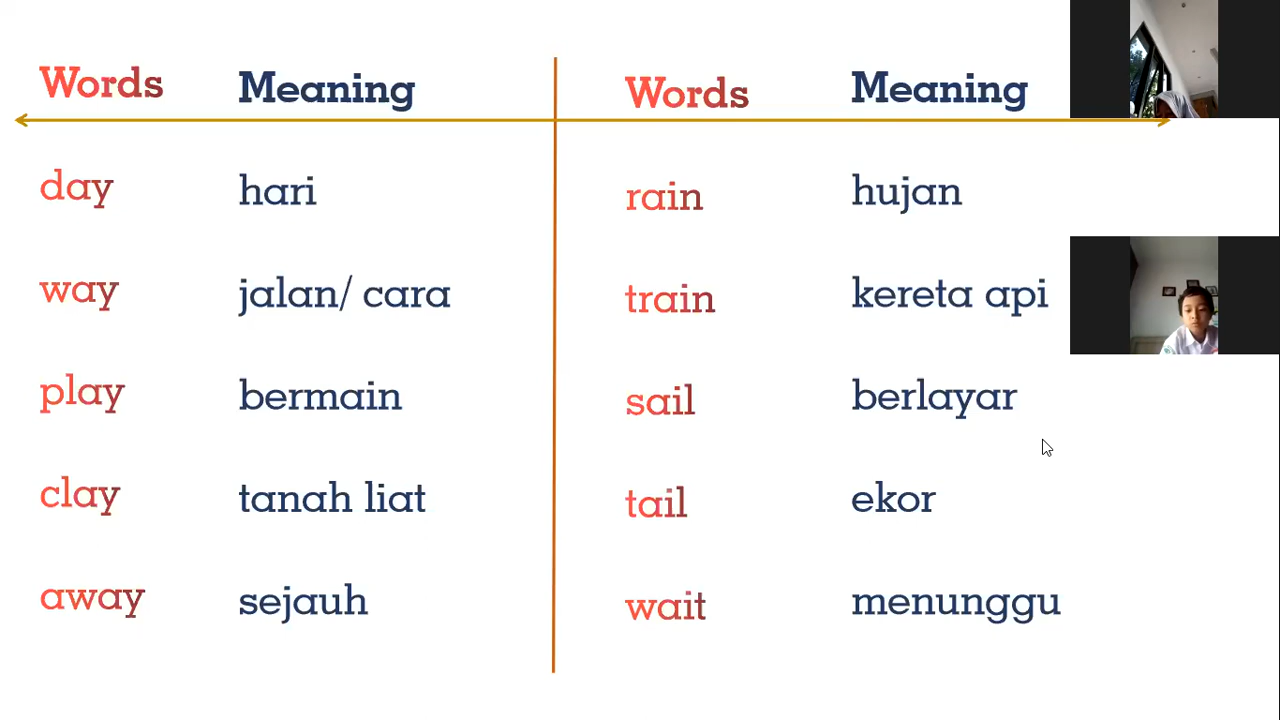 Words Meaning Words Meaning
day hari rain hujan
way jalan/ cara train kereta api
play bermain sail berlayar
clay tanah liat tail ekor
away sejauh wait menunggu